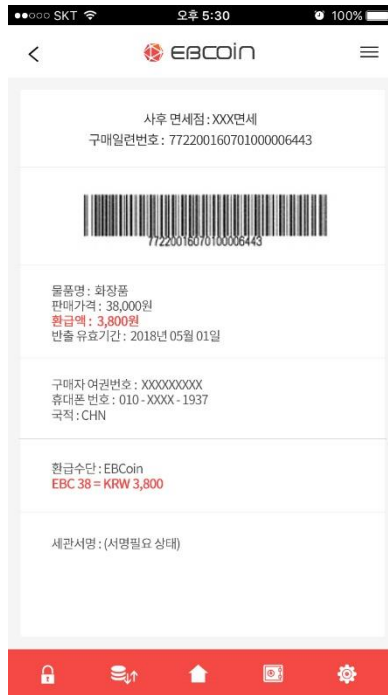 SKT 오후 5:30 100%
EBCOIN
사후 면세점 : XXX면세
구매일련번호 : 772200160701000006443
77220016070100006443
물품명 : 화장품
판매가격 : 38,000원
환급액 : 3,800원
반출 유효기간 : 2018년 05월 01일
구매자 여권번호 : XXXXXXXXX
휴대폰 번호 : 010 - XXXX - 1937
국적 : CHN
환급수단 : EBCoin
EBC 38 = KRW 3,800
세관서명 : (서명필요 상태)